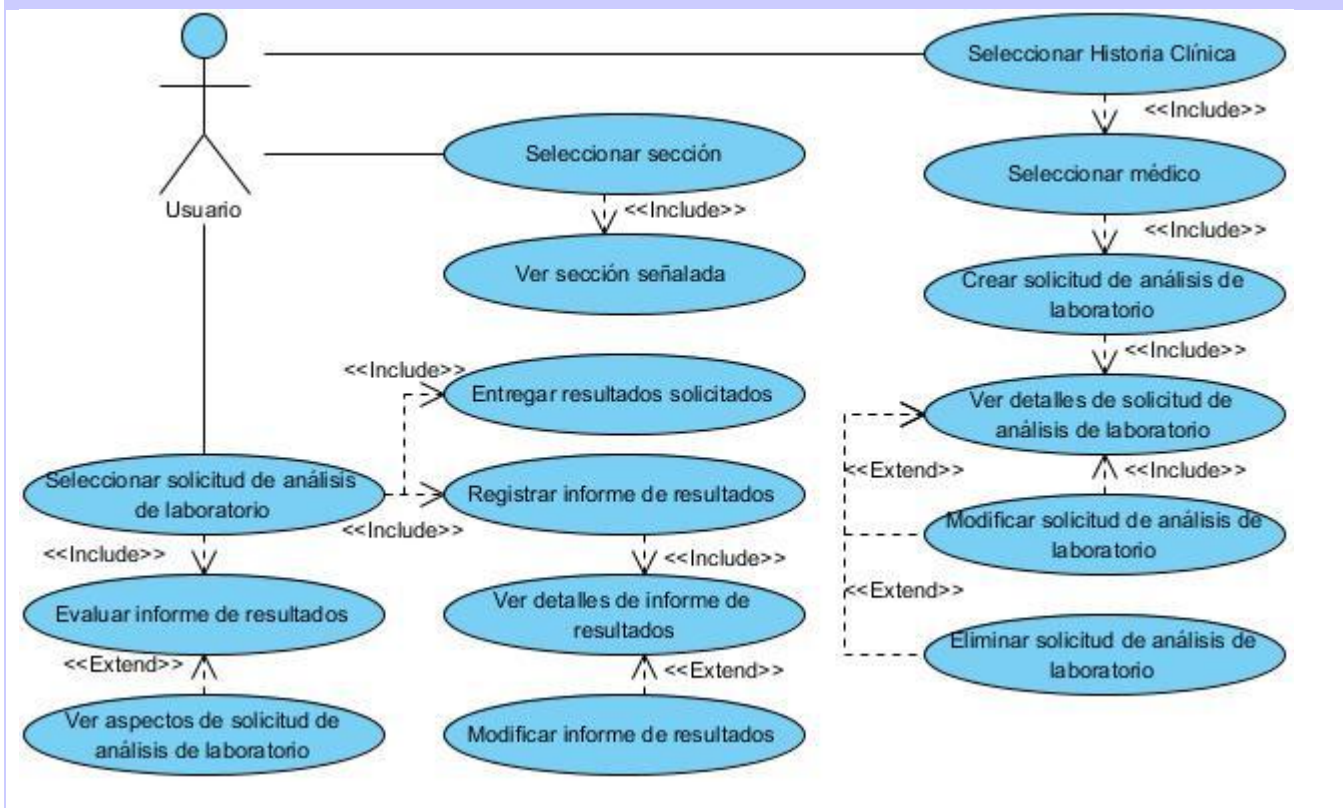 Seleccionar Historia Clínica
<<Include>>
Seleccionar sección
Seleccionar médico
Usuario
<<Include>>
<<Include>>
Ver sección señalada
Crear solicitud de análisis de
laboratorio
<<Include>>
<<Include>>
Entregar resultados solicitados
Ver detalles de solicitud de
análisis de laboratorio
<<Extend>>
<<Include>>
Seleccionar solicitud de análisis
de laboratorio
Registrar informe de resultados
<<Include>>
Modificar solicitud de análisis de
laboratorio
<<Include>>
<<Include>>
<<Extend>>
Evaluar informe de resultados
Ver detalles de informe de
resultados
Eliminar solicitud de análisis de
laboratorio
<<Extend>>
<<Extend>>
Ver aspectos de solicitud de
análisis de laboratorio
Modificar informe de resultados